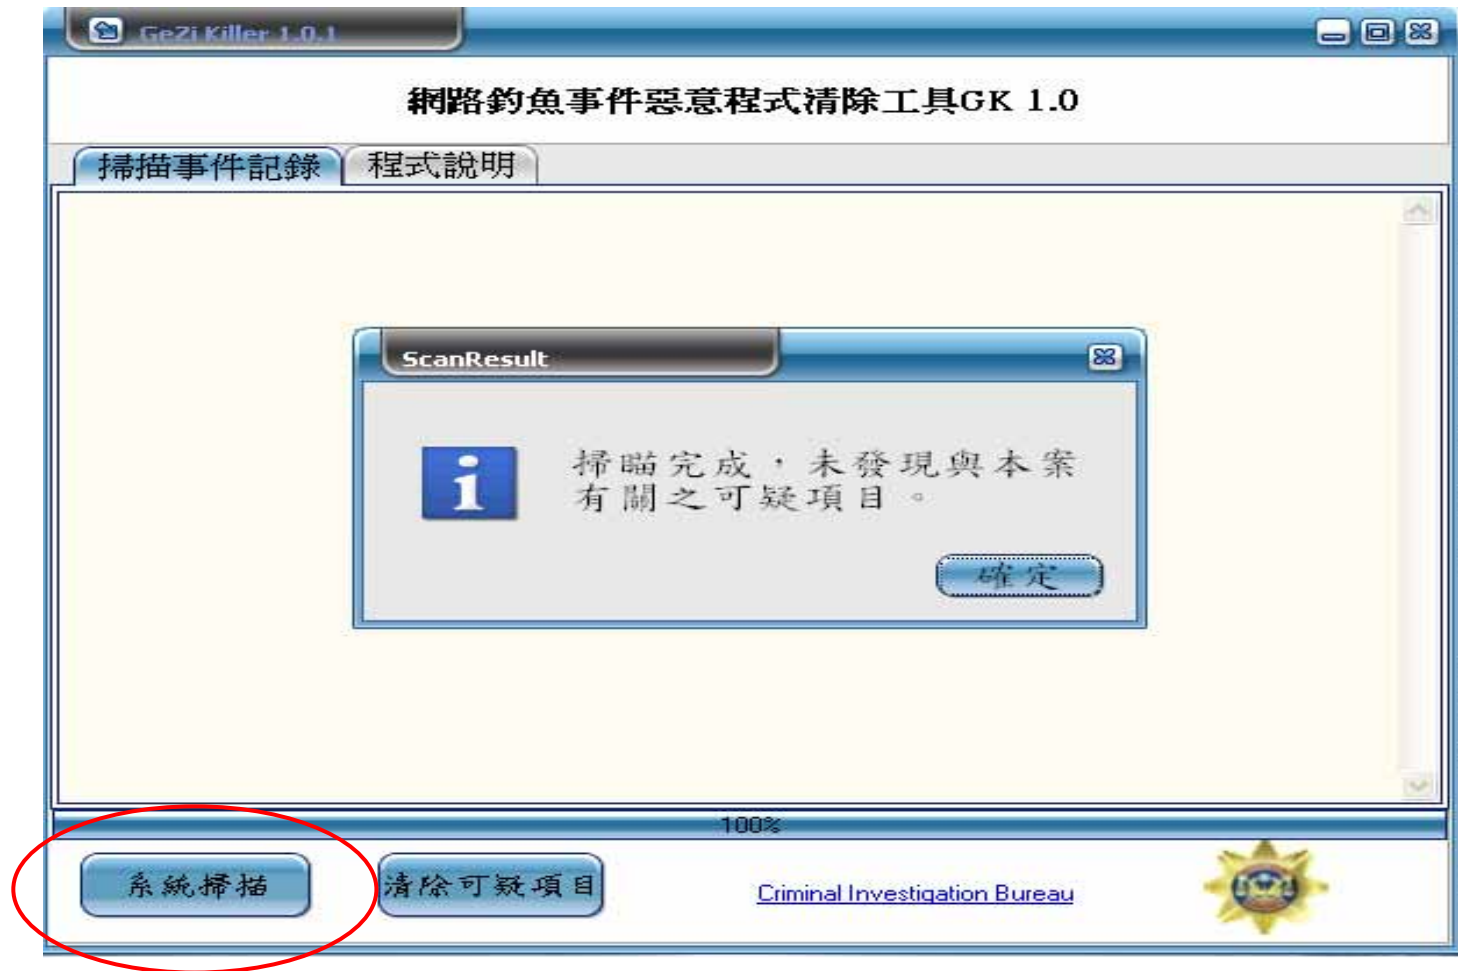 GeZi Killer 1.0.1
網路釣魚事件惡意程式清除工具GK 1.0
掃描事件記錄 程式說明
ScanResult
掃瞄完成，未發現與本案
有關之可疑項目。
確定
100%
系統掃描 清除可疑項目 Criminal Investigation Bureau